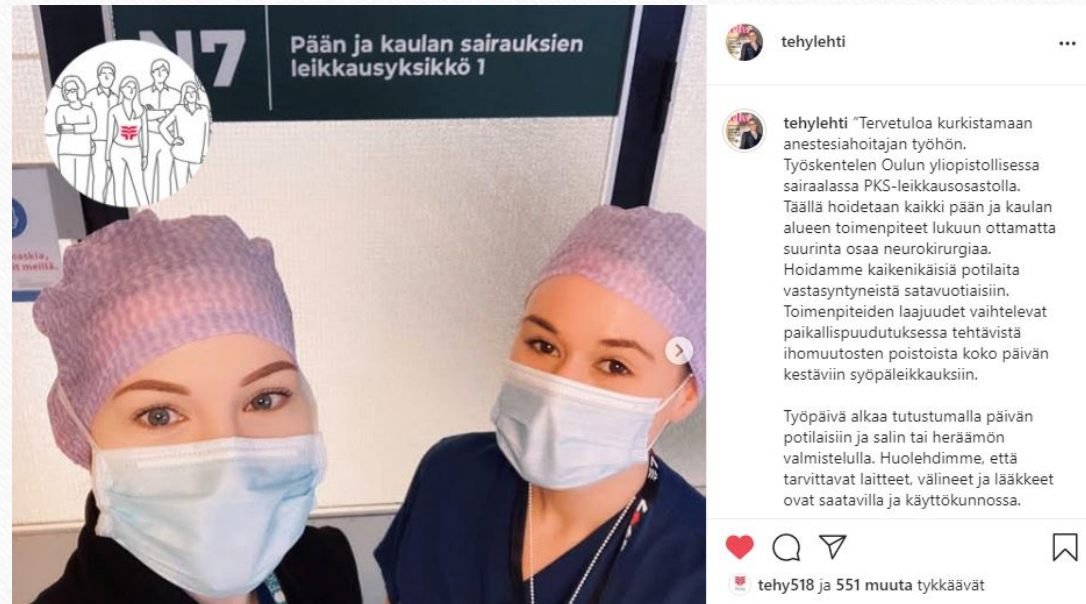 N7
Pään ja kaulan sairauksien
leikkausyksikkö 1
maskia,
it meillä.
tehylehti
tehylehti "Tervetuloa kurkistamaan
anestesiahoitajan työhön.
Työskentelen Oulun yliopistollisessa
sairaalassa PKS-leikkausosastolla.
Täällä hoidetaan kaikki pään ja kaulan
alueen toimenpiteet lukuun ottamatta
suurinta osaa neurokirurgiaa.
Hoidamme kaikenikäisiä potilaita
vastasyntyneistä satavuotiaisiin.
Toimenpiteiden laajuudet vaihtelevat
paikallispuudutuksessa tehtävistä
ihomuutosten poistoista koko päivän
kestäviin syöpäleikkauksiin.
Työpäivä alkaa tutustumalla päivän
potilaisiin ja salin tai heräämön
valmistelulla. Huolehdimme, että
tarvittavat laitteet, välineet ja lääkkeet
ovat saatavilla ja käyttökunnossa.
tehy518 ja 551 muuta tykkäävät